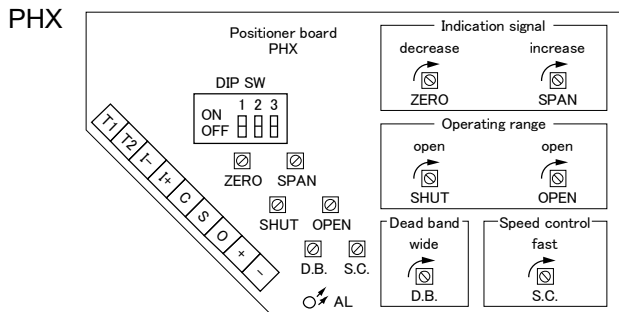 PHX
Positioner board
PHX
DIP SW
1 2 3
ON
OFF
T1 T2 I- I+ C S O + -
ZERO SPAN
SHUT OPEN
D.B. S.C.
AL
Indication signal
decrease increase
ZERO SPAN
Operating range
open open
SHUT OPEN
Dead band
wide
D.B.
Speed control
fast
S.C.